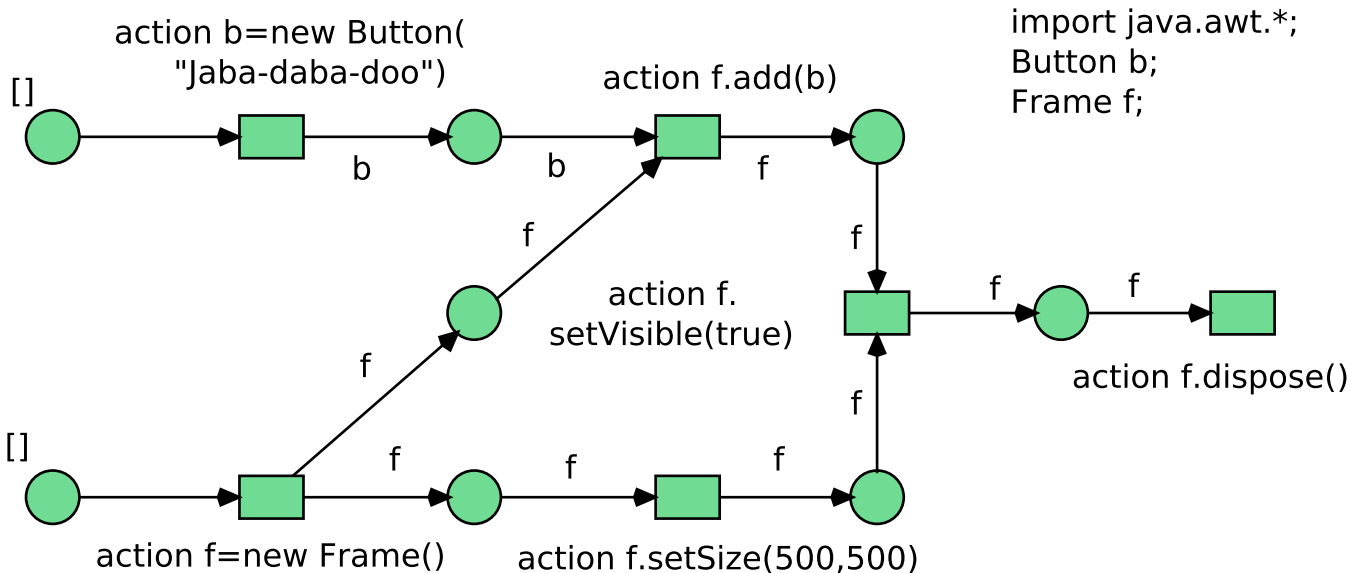 action b=new Button(
"Jaba-daba-doo")
import java.awt.*;
Button b;
Frame f;
[]
action f.add(b)
b
b
f
f
f
action f.
setVisible(true)
f
f
f
action f.dispose()
f
[]
f
f
f
action f=new Frame()
action f.setSize(500,500)